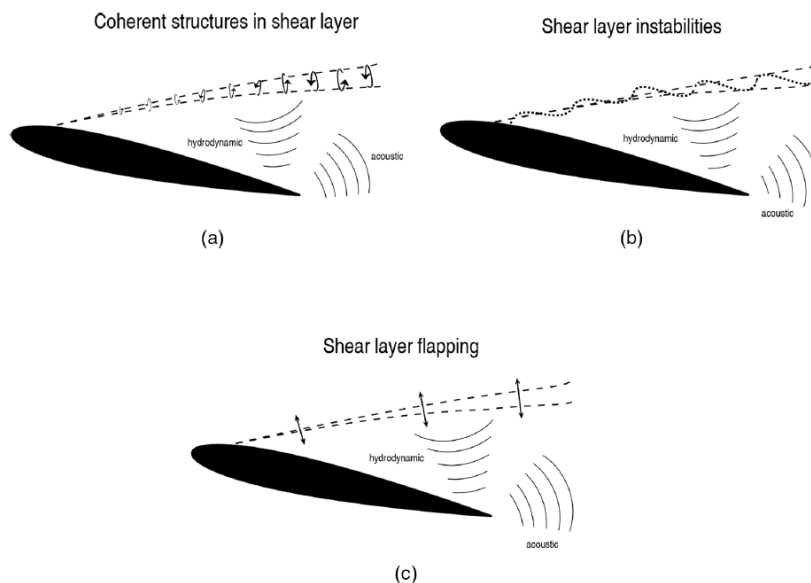 Coherent structures in shear layer
hydrodynamic
acoustic
(a)
Shear layer instabilities
hydrodynamic
acoustic
(b)
Shear layer flapping
hydrodynamic
acoustic
(c)